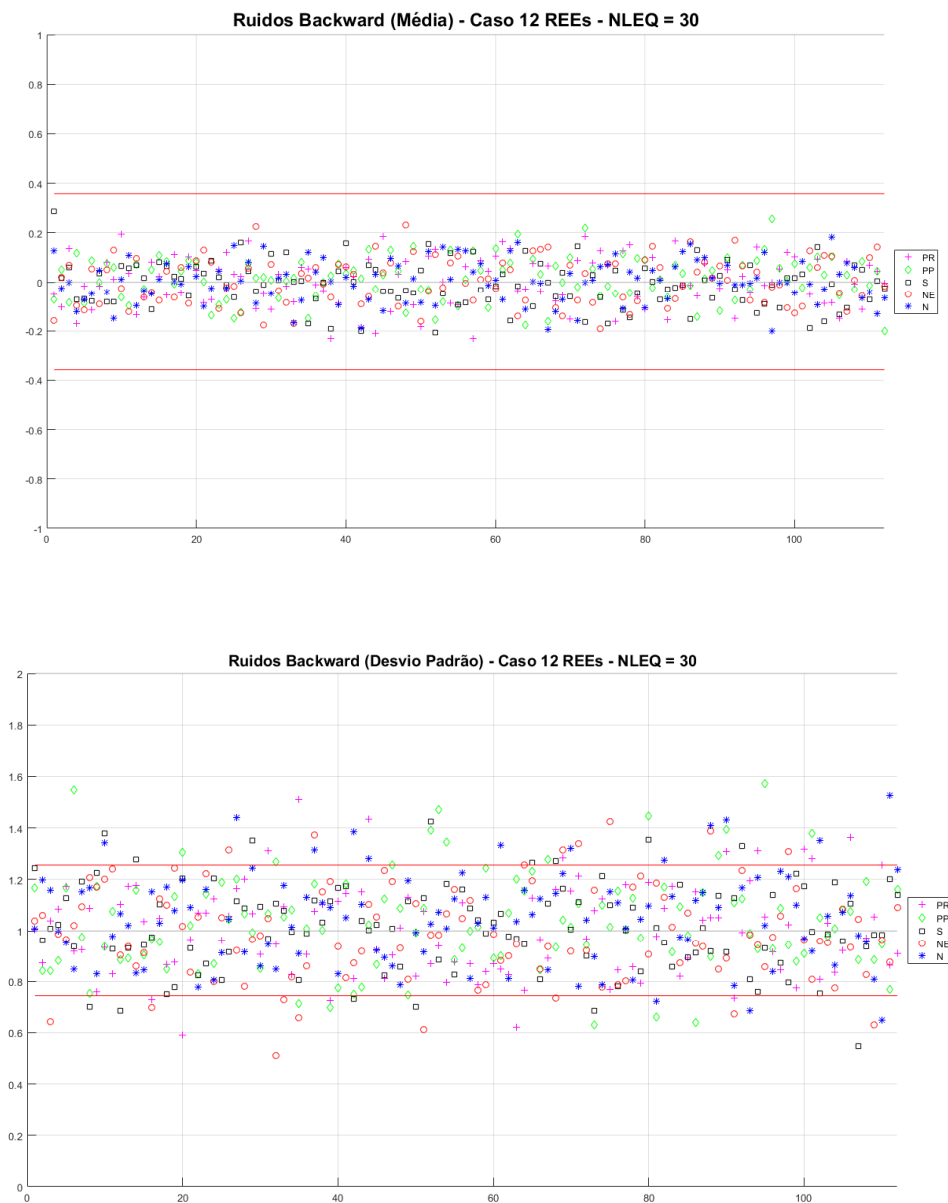 Ruidos Backward (Média) - Caso 12 REEs - NLEQ = 30
1
0.8
0.6
0.4
0.2
0
-0.2
-0.4
-0.6
-0.8
-1
0 20 40 60 80 100
PR
PP
S
NE
N
Ruidos Backward (Desvio Padrão) - Caso 12 REEs - NLEQ = 30
2
1.8
1.6
1.4
1.2
1
0.8
0.6
0.4
0.2
0
0 20 40 60 80 100
PR
PP
S
NE
N